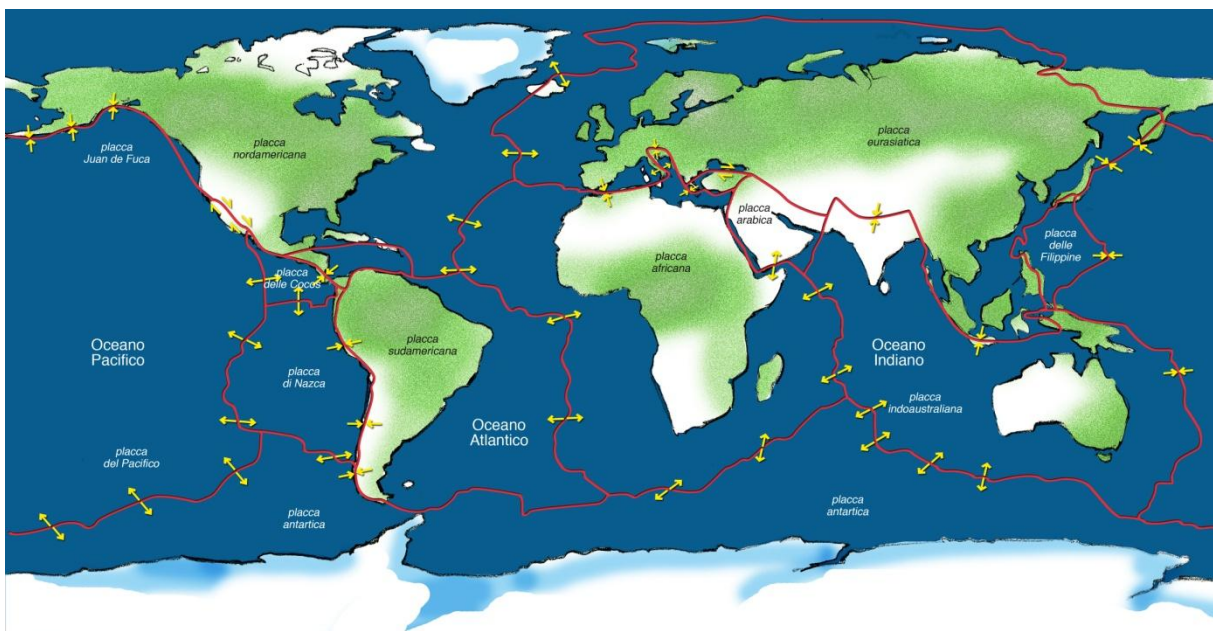 placca
Juan de Fuca
placca
nordamericana
placca
eurasiatica
placca
arabica
placca
delle
Filippine
placca
africana
placca
delle Cocos
Oceano
Pacifico
placca
sudamericana
Oceano
Indiano
placca
di Nazca
placca
indoaustraliana
Oceano
Atlantico
placca
del Pacifico
placca
antartica
placca
antartica